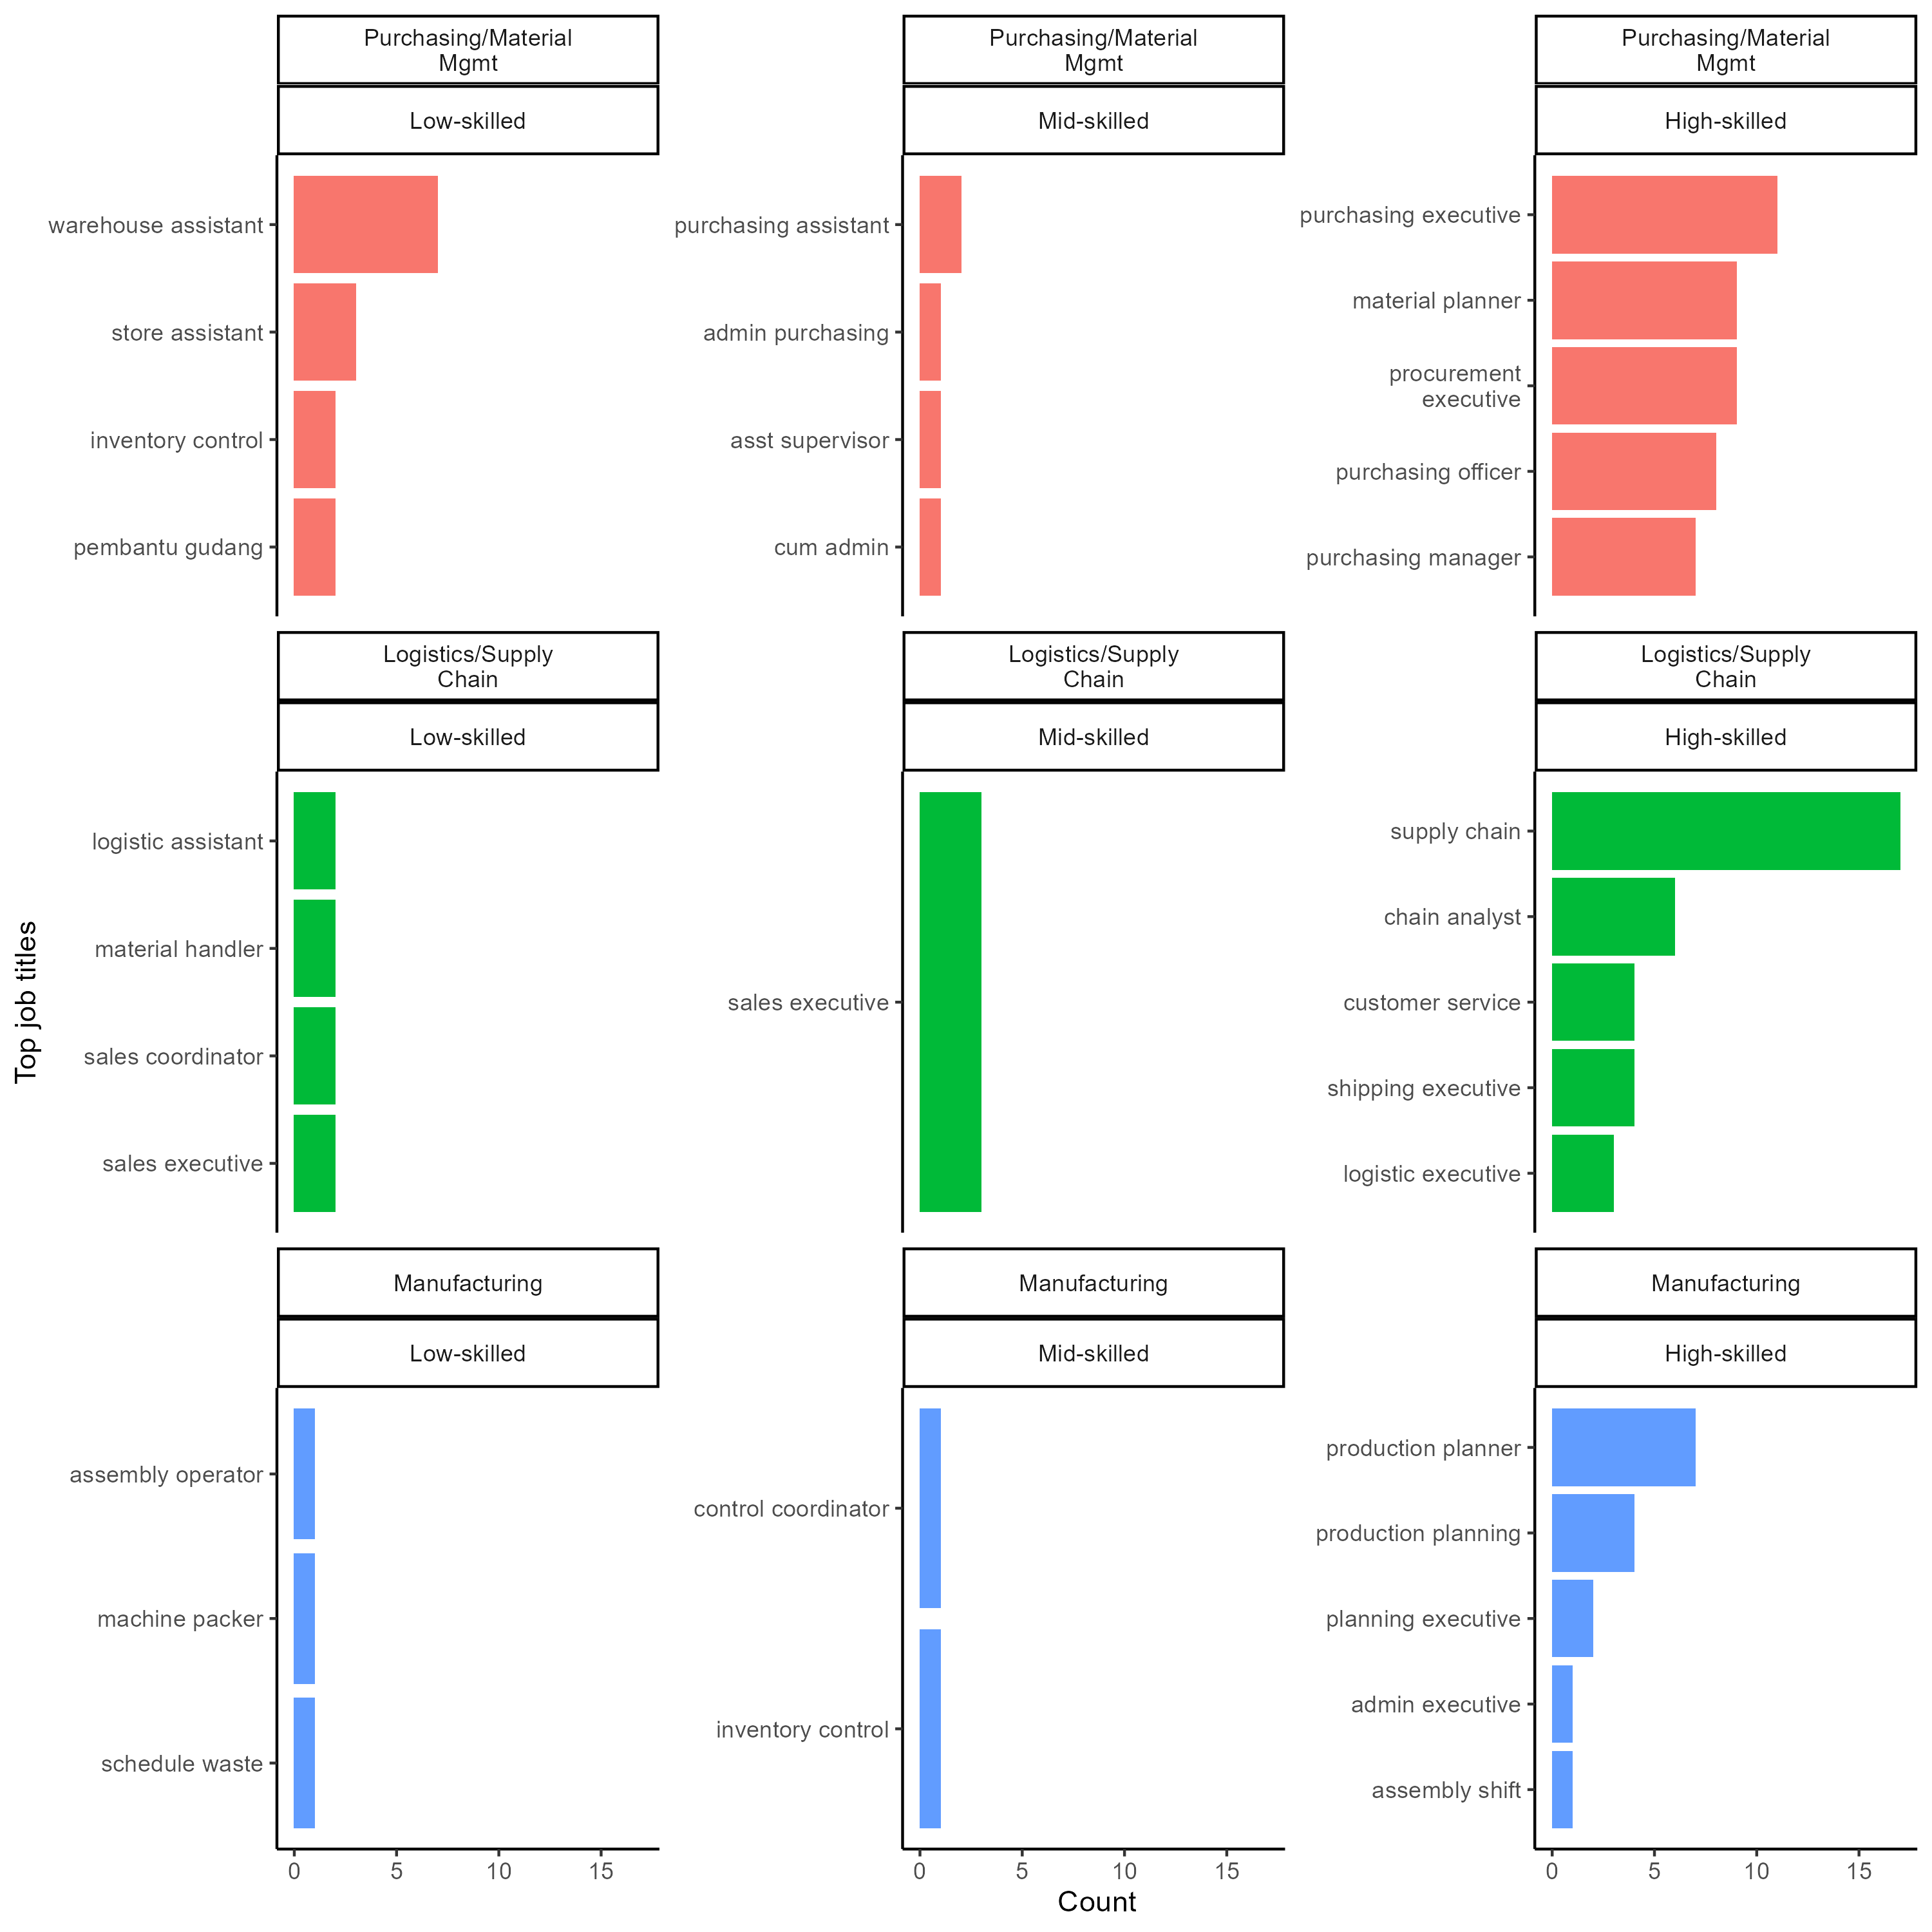 Purchasing/Material
Mgmt
Low-skilled
warehouse assistant
store assistant
inventory control
pembantu gudang
Purchasing/Material
Mgmt
Mid-skilled
purchasing assistant
admin purchasing
asst supervisor
cum admin
Purchasing/Material
Mgmt
High-skilled
purchasing executive
material planner
procurement
executive
purchasing officer
purchasing manager
Logistics/Supply
Chain
Low-skilled
logistic assistant
material handler
sales coordinator
sales executive
Logistics/Supply
Chain
Mid-skilled
sales executive
Logistics/Supply
Chain
High-skilled
supply chain
chain analyst
customer service
shipping executive
logistic executive
Manufacturing
Low-skilled
assembly operator
machine packer
schedule waste
0 5 10 15
Manufacturing
Mid-skilled
control coordinator
inventory control
0 5 10 15
Manufacturing
High-skilled
production planner
production planning
planning executive
admin executive
assembly shift
0 5 10 15
Count
Top job titles